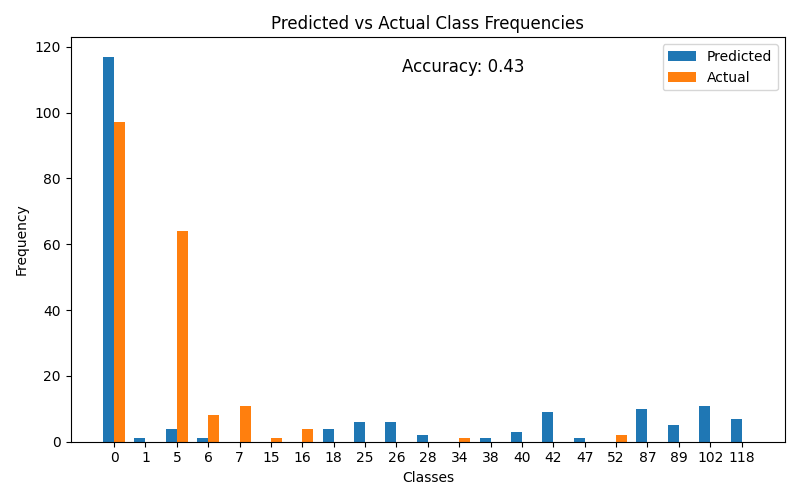 Predicted vs Actual Class Frequencies
Accuracy: 0.43
Predicted
Actual
Frequency
120
100
80
60
40
20
0
0 1 5 6 7 15 16 18 25 26 28 34 38 40 42 47 52 87 89 102 118
Classes